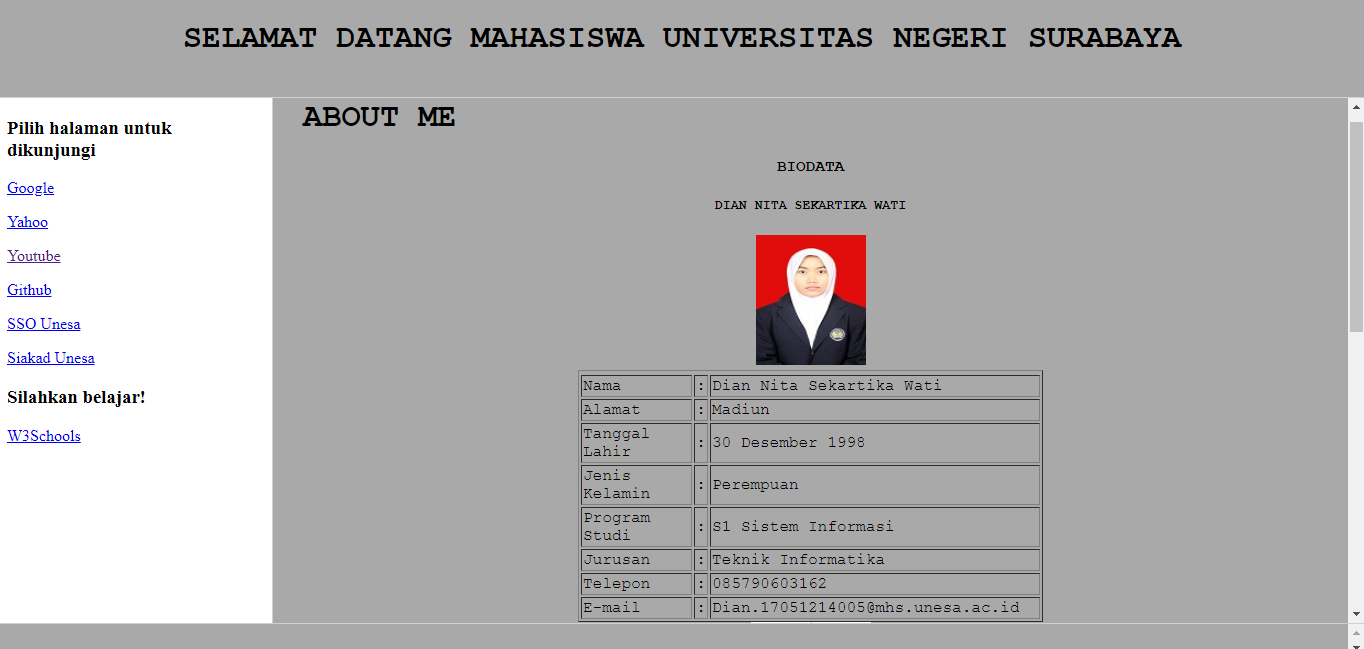 SELAMAT DATANG MAHASISWA UNIVERSITAS NEGERI SURABAYA
Pilih halaman untuk
dikunjungi
Google
Yahoo
Youtube
Github
SSO Unesa
Siakad Unesa
Silahkan belajar!
W3Schools
ABOUT ME
BIODATA
DIAN NITA SEKARTIKA WATI
Nama : Dian Nita Sekartika Wati
Alamat : Madiun
Tanggal
Lahir : 30 Desember 1998
Jenis
Kelamin : Perempuan
Program
Studi : S1 Sistem Informasi
Jurusan : Teknik Informatika
Telepon : 085790603162
E-mail : Dian.17051214005@mhs.unesa.ac.id